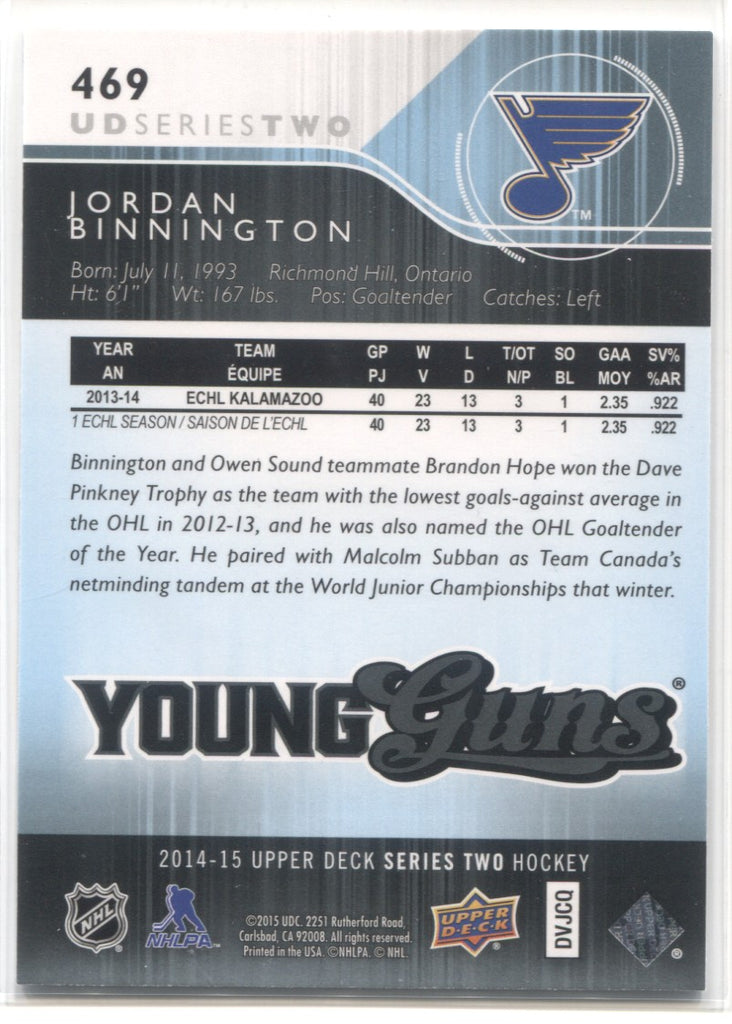 469
UDSERIESTWO
TM
JORDAN
BINNINGTON
Born: July 11, 1993 Richmond Hill, Ontario
Ht: 6'1" Wt: 167 lbs. Pos: Goaltender Catches: Left
YEAR TEAM GP W L T/OT SO GAA SV%
AN ÉQUIPE PJ V D N/P BL MOY %AR
2013-14 ECHL KALAMAZOO 40 23 13 3 1 2.35 .922
1 ECHL SEASON / SAISON DE L'ECHL 40 23 13 3 1 2.35 .922
Binnington and Owen Sound teammate Brandon Hope won the Dave
Pinkney Trophy as the team with the lowest goals-against average in
the OHL in 2012-13, and he was also named the OHL Goaltender
of the Year. He paired with Malcolm Subban as Team Canada's
netminding tandem at the World Junior Championships that winter.
YOUNG Guns®
2014-15 UPPER DECK SERIES TWO HOCKEY
NHL
NHLPA
©2015 UDC. 2251 Rutherford Road,
Carlsbad, CA 92008. All rights reserved.
Printed in the USA. ©NHLPA. © NHL.
UPPER
D·E·C·K®
DVJCQ